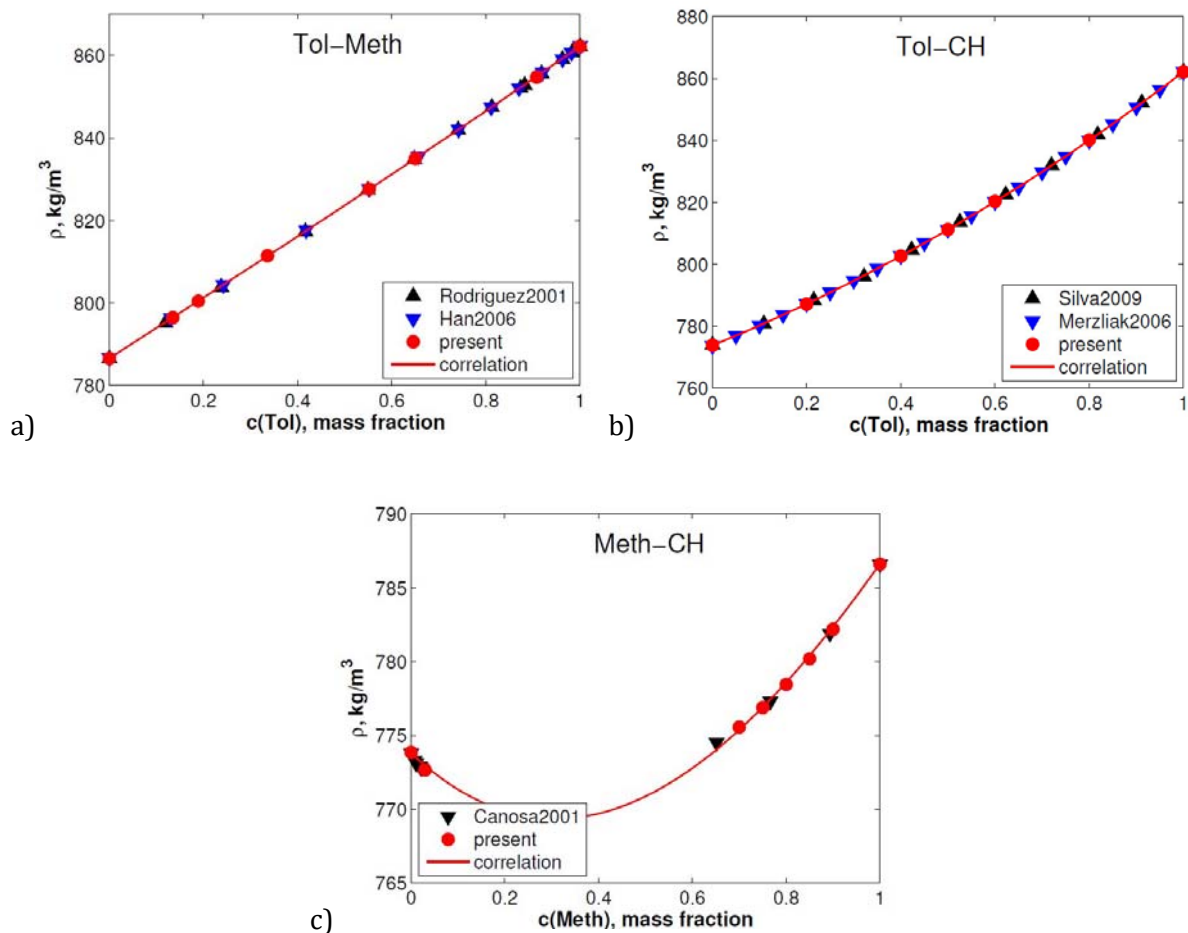 Tol−Meth
860
840
820
800
780
ρ, kg/m³
0 0.2 0.4 0.6 0.8 1
c(Tol), mass fraction
Rodriguez2001
Han2006
present
correlation
a)
Tol−CH
880
860
840
820
800
780
760
ρ, kg/m³
0 0.2 0.4 0.6 0.8 1
c(Tol), mass fraction
Silva2009
Merzliak2006
present
correlation
b)
Meth−CH
790
785
780
775
770
765
ρ, kg/m³
0 0.2 0.4 0.6 0.8 1
c(Meth), mass fraction
Canosa2001
present
correlation
c)